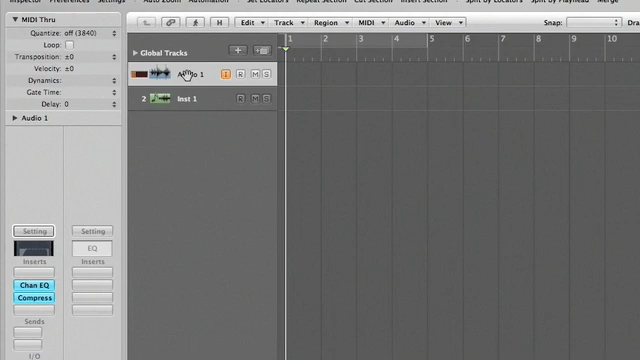 Inspector Preferences Settings Auto Zoom Automation Set Locators Repeat Section Cut Section Insert Section Split by Locators Split by Playhead Merge
MIDI Thru
Quantize: off (3840)
Loop:
Transposition: ±0
Velocity: ±0
Dynamics:
Gate Time:
Delay: 0
Audio 1
Setting Setting
EQ
Inserts Inserts
Chan EQ
Compress
Sends
I/O
H Edit Track Region MIDI Audio View Snap:
Global Tracks
1 2 3 4 5 6 7 8 9 10
I R M S
2 Inst 1 R M S